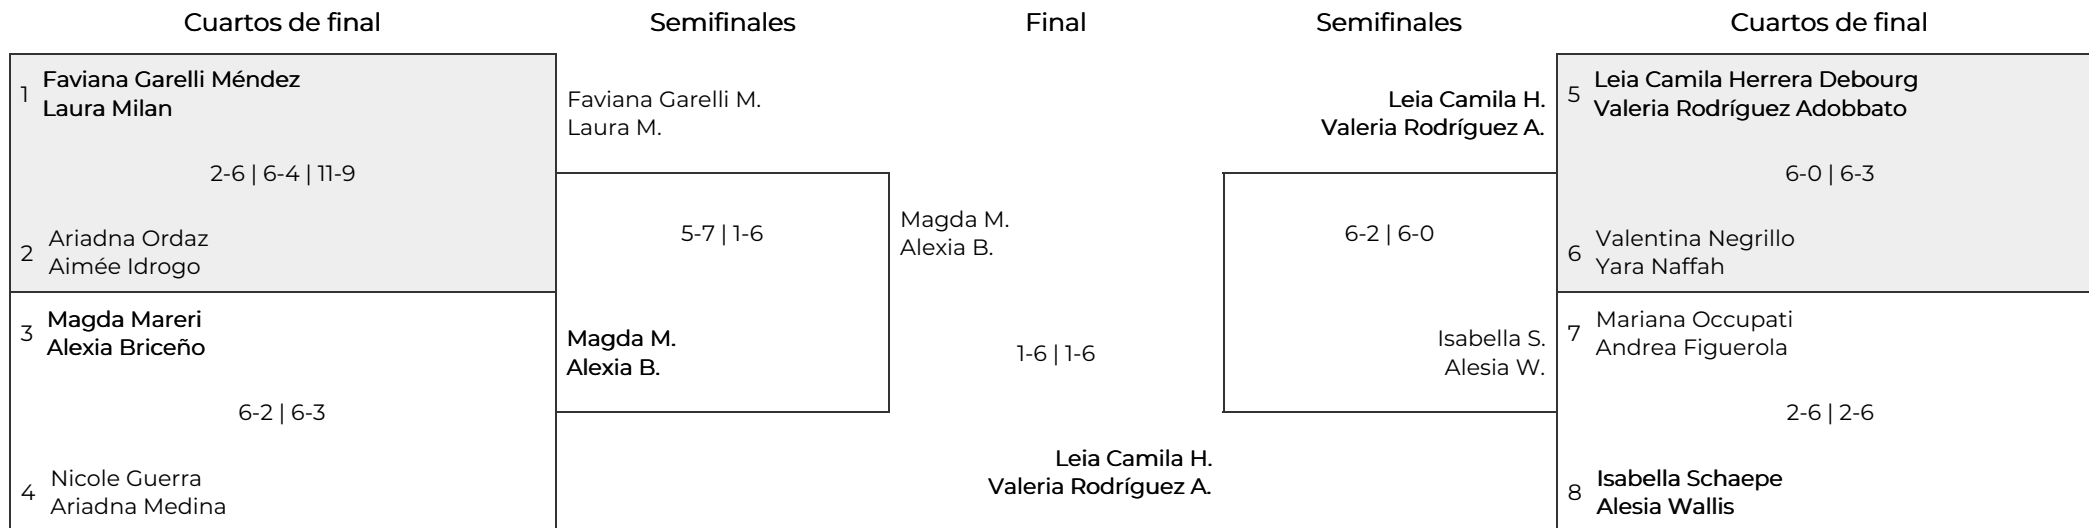 Cuartos de final
Semifinales
Final
Semifinales
Cuartos de final
1
Faviana Garelli Méndez
Laura Milan
2-6 | 6-4 | 11-9
2
Ariadna Ordaz
Aimée Idrogo
3
Magda Mareri
Alexia Briceño
6-2 | 6-3
4
Nicole Guerra
Ariadna Medina
Faviana Garelli M.
Laura M.
5-7 | 1-6
Magda M.
Alexia B.
Magda M.
Alexia B.
1-6 | 1-6
Leia Camila H.
Valeria Rodríguez A.
Leia Camila H.
Valeria Rodríguez A.
6-2 | 6-0
Isabella S.
Alesia W.
5
Leia Camila Herrera Debourg
Valeria Rodríguez Adobbato
6-0 | 6-3
6
Valentina Negrillo
Yara Naffah
7
Mariana Occupati
Andrea Figuerola
2-6 | 2-6
8
Isabella Schaepe
Alesia Wallis